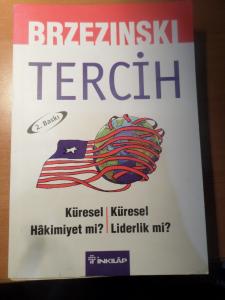 BRZEZINSKI
TERCİH
2. Baskı
Küresel Hâkimiyet mi?
Küresel Liderlik mi?
İNKILÂP